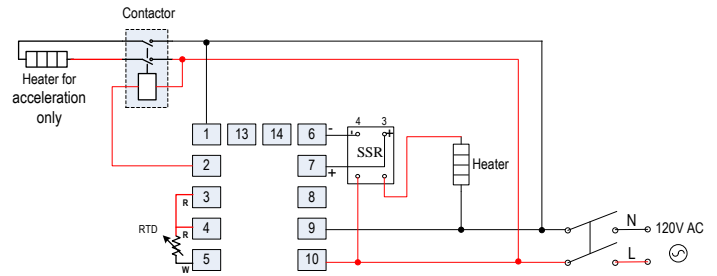 Contactor
Heater for
acceleration
only
1 13 14 6 - 4 3 +
SSR
2 7 +
Heater
3 8
R
RTD
R 4 9
N 120V AC
W 5 10
L